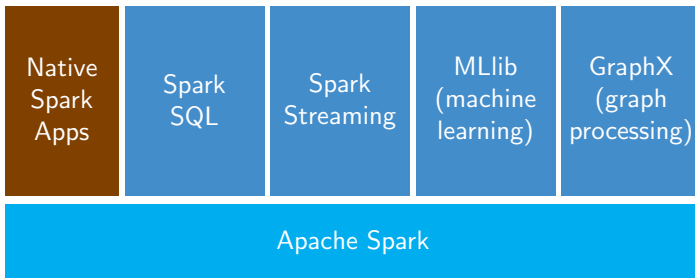 Native
Spark
Apps
Spark
SQL
Spark
Streaming
MLlib
(machine
learning)
GraphX
(graph
processing)
Apache Spark